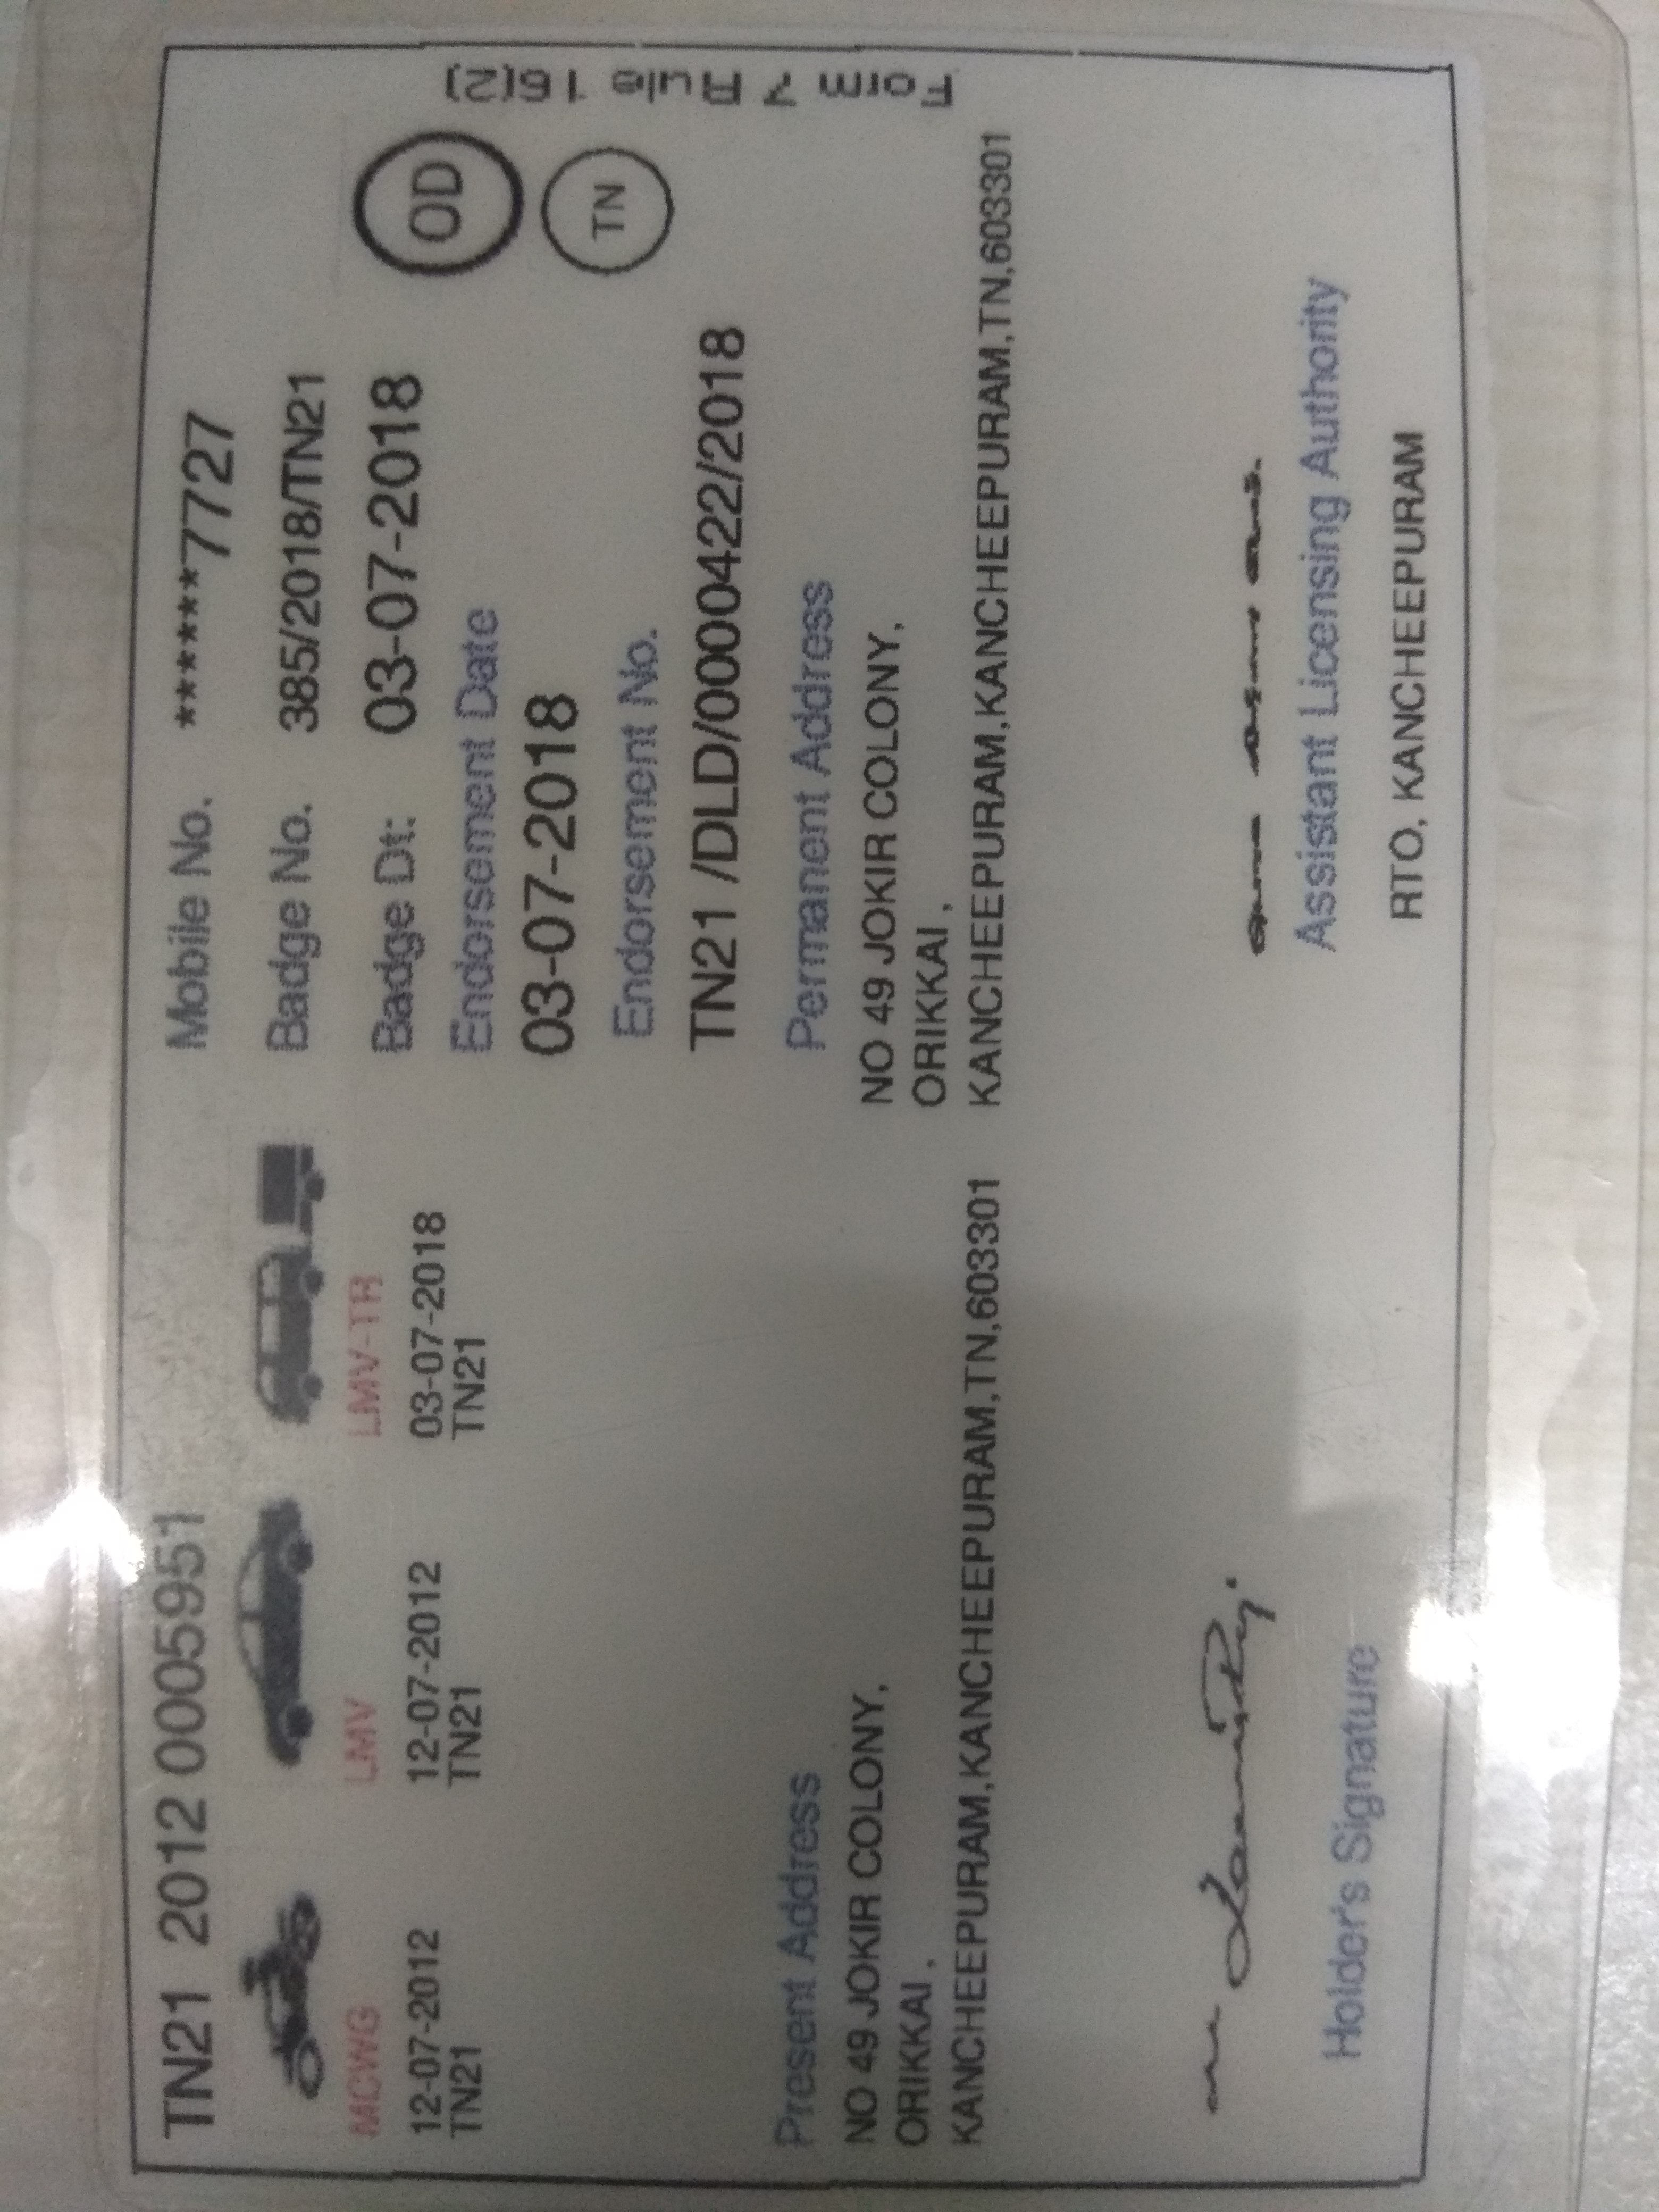 TN21 2012 0005951
MCWG
12-07-2012
TN21
LMV
12-07-2012
TN21
LMV-TR
03-07-2018
TN21
Mobile No. ******7727
Badge No. 385/2018/TN21
Badge Dt: 03-07-2018
Endorsement Date
03-07-2018
Endorsement No.
TN21 /DLD/0000422/2018
OD
TN
Form 7 Rule 16(2)
Present Address
NO 49 JOKIR COLONY,
ORIKKAI ,
KANCHEEPURAM,KANCHEEPURAM,TN,603301
Permanent Address
NO 49 JOKIR COLONY,
ORIKKAI ,
KANCHEEPURAM,KANCHEEPURAM,TN,603301
Holder's Signature
Assistant Licensing Authority
RTO, KANCHEEPURAM